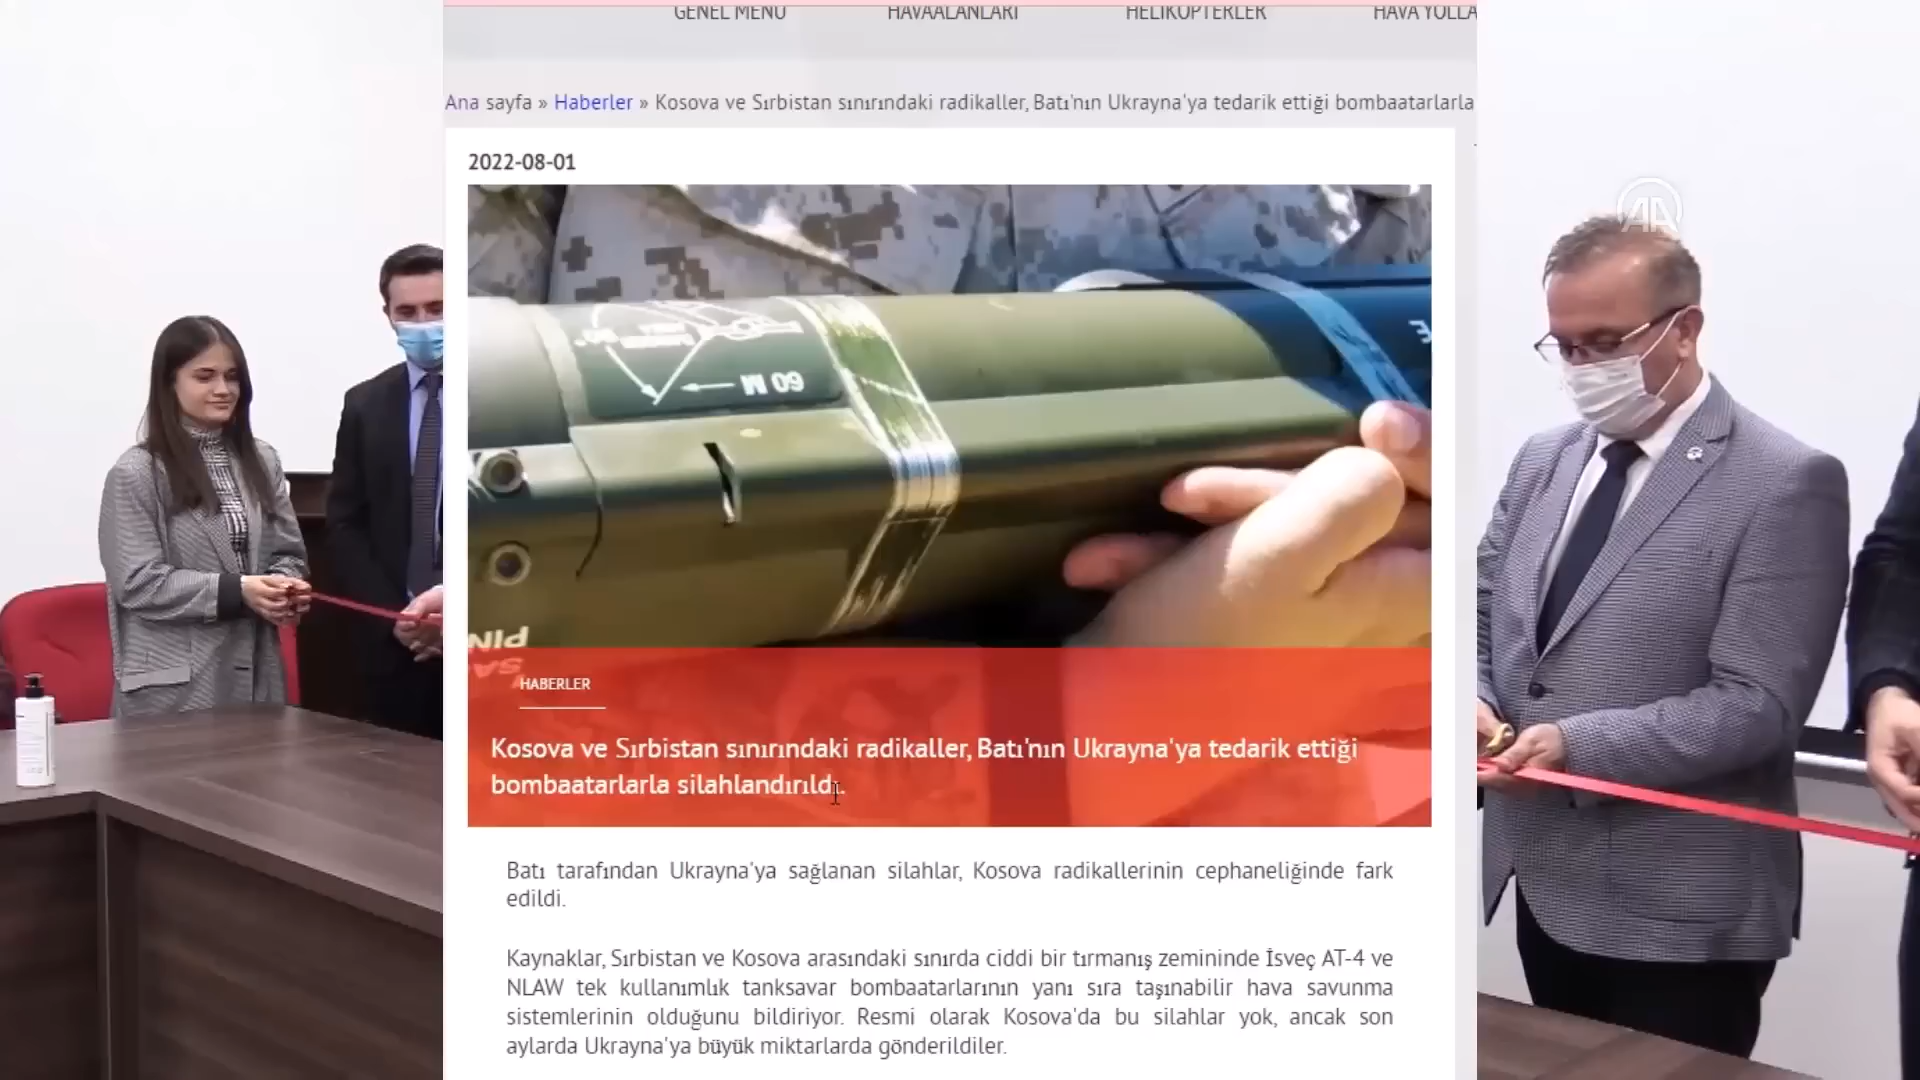 GENEL MENÜ HAVAALANLARI HELİKOPTERLER HAVA YOLLA
Ana sayfa » Haberler » Kosova ve Sırbistan sınırındaki radikaller, Batı'nın Ukrayna'ya tedarik ettiği bombaatarlarla
2022-08-01
60 M
PIN
HABERLER
Kosova ve Sırbistan sınırındaki radikaller, Batı'nın Ukrayna'ya tedarik ettiği
bombaatarlarla silahlandırıldı.
Batı tarafından Ukrayna'ya sağlanan silahlar, Kosova radikallerinin cephaneliğinde fark
edildi.
Kaynaklar, Sırbistan ve Kosova arasındaki sınırda ciddi bir tırmanış zemininde İsveç AT-4 ve
NLAW tek kullanımlık tanksavar bombaatarlarının yanı sıra taşınabilir hava savunma
sistemlerinin olduğunu bildiriyor. Resmi olarak Kosova'da bu silahlar yok, ancak son
aylarda Ukrayna'ya büyük miktarlarda gönderildiler.
AA